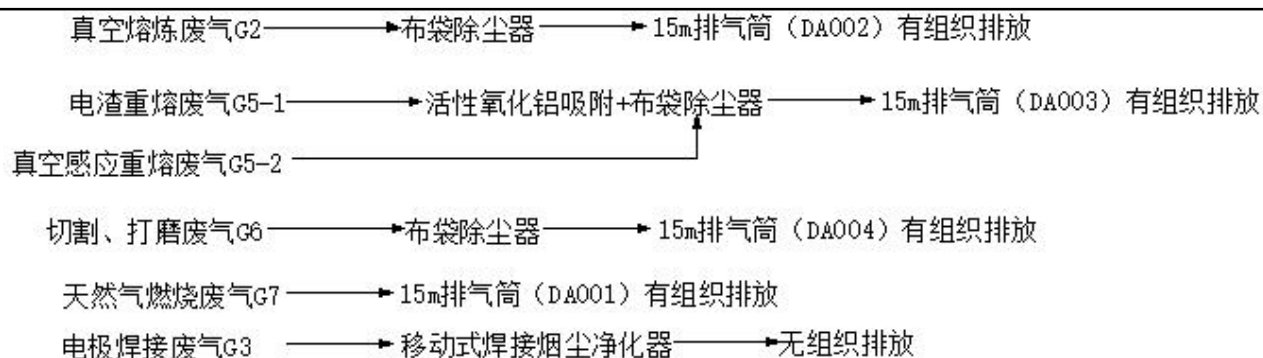 真空熔炼废气G2 布袋除尘器 15m排气筒（DA002）有组织排放
电渣重熔废气G5-1 活性氧化铝吸附+布袋除尘器 15m排气筒（DA003）有组织排放
真空感应重熔废气G5-2
切割、打磨废气G6 布袋除尘器 15m排气筒（DA004）有组织排放
天然气燃烧废气G7 15m排气筒（DA001）有组织排放
电极焊接废气G3 移动式焊接烟尘净化器 无组织排放